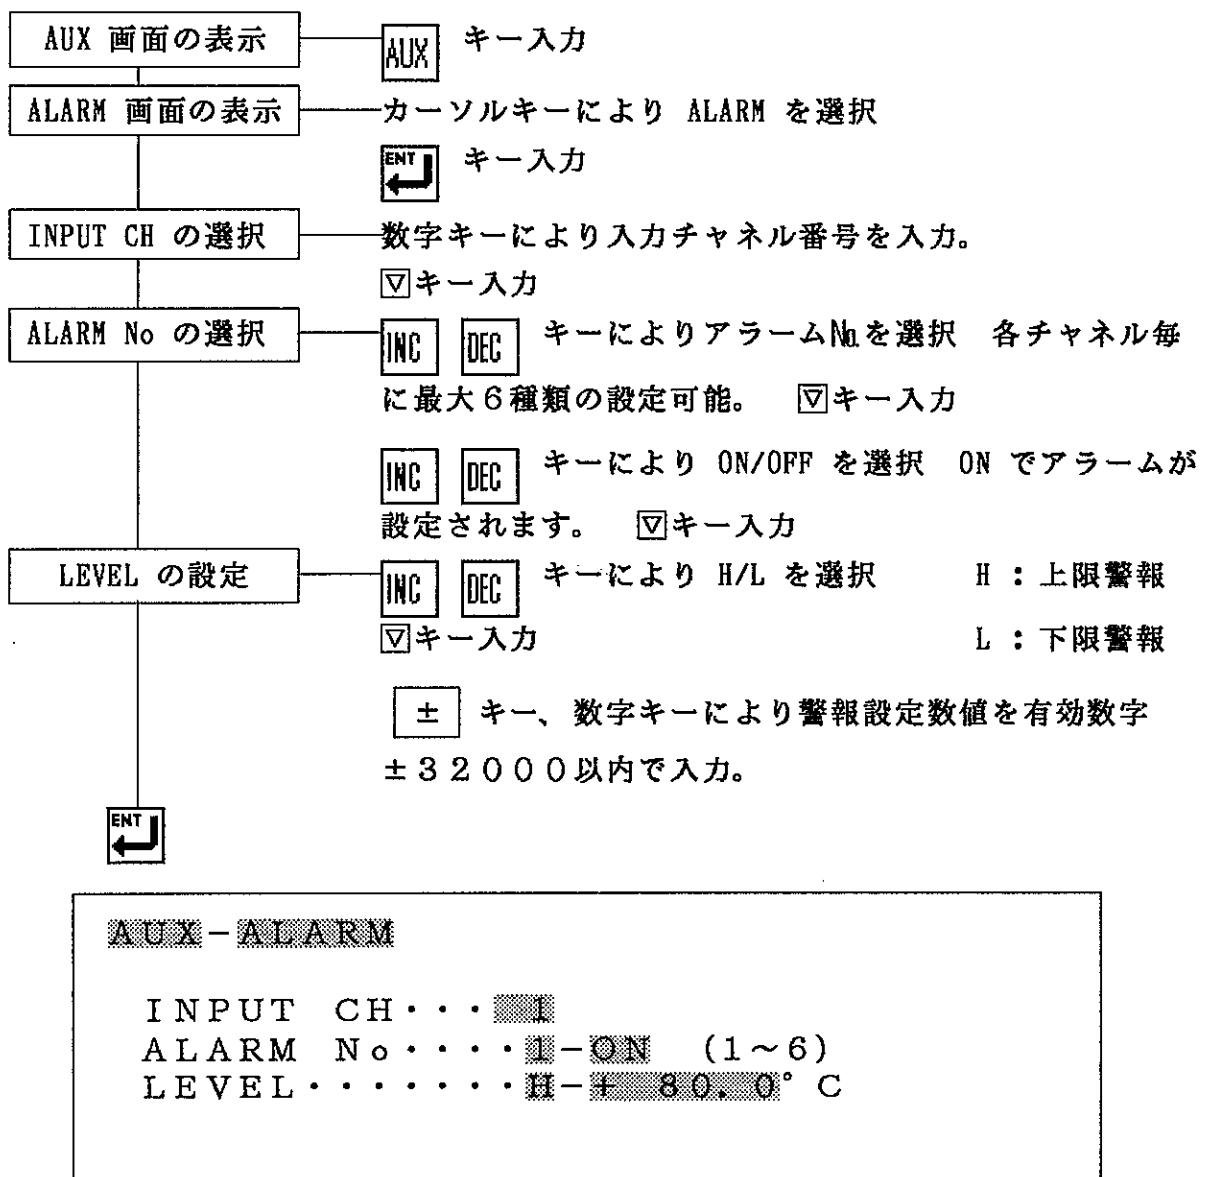 AUX 画面の表示 AUX キー入力
ALARM 画面の表示 カーソルキーにより ALARM を選択
ENT キー入力
INPUT CH の選択 数字キーにより入力チャネル番号を入力。
▽キー入力
ALARM No の選択 INC DEC キーによりアラーム№を選択 各チャネル毎
に最大6種類の設定可能。 ▽キー入力
INC DEC キーにより ON/OFF を選択 ON でアラームが
設定されます。 ▽キー入力
LEVEL の設定 INC DEC キーにより H/L を選択 H：上限警報
▽キー入力 L：下限警報
± キー、数字キーにより警報設定数値を有効数字
±32000以内で入力。
ENT
AUX－ALARM
INPUT CH・・・ 1
ALARM No・・・・1－ON (1～6)
LEVEL・・・・・・・H－＋ 80.0°C